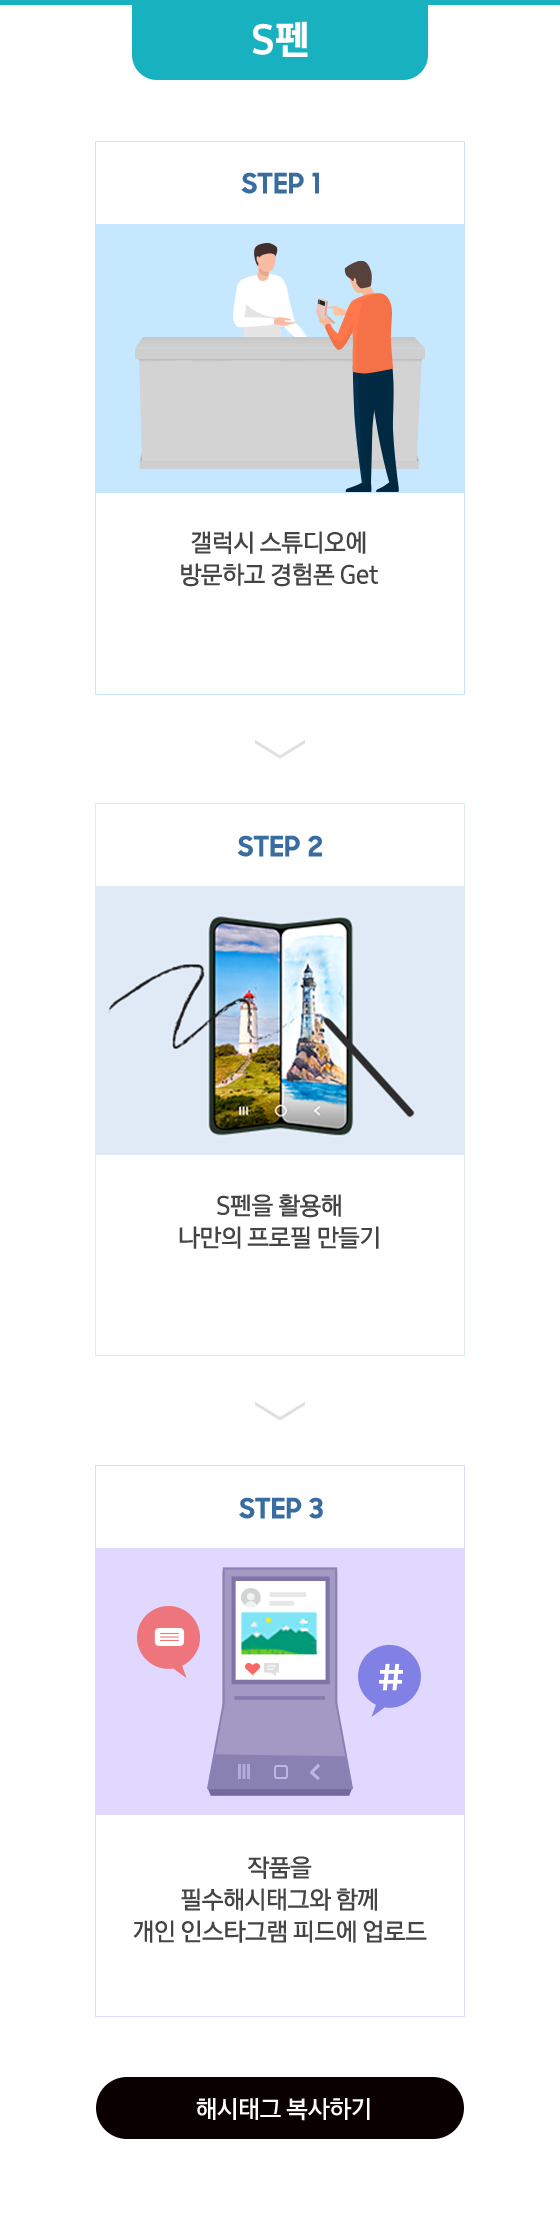 S펜
STEP 1
갤럭시 스튜디오에
방문하고 경험폰 Get
STEP 2
S펜을 활용해
나만의 프로필 만들기
STEP 3
#
작품을
필수해시태그와 함께
개인 인스타그램 피드에 업로드
해시태그 복사하기